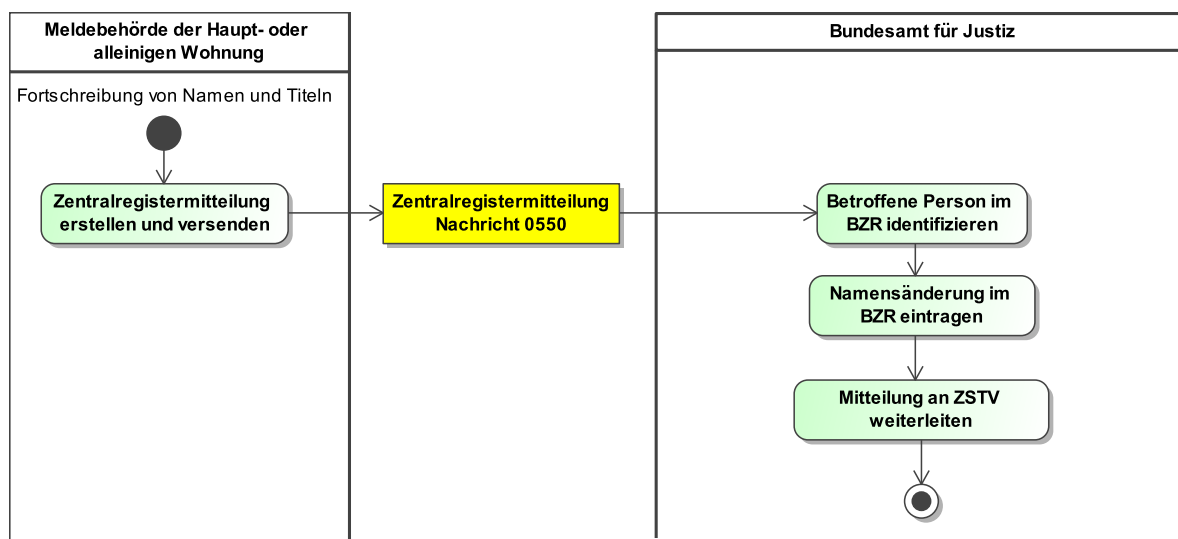 Meldebehörde der Haupt- oder
alleinigen Wohnung
Bundesamt für Justiz
Fortschreibung von Namen und Titeln
Zentralregistermitteilung
erstellen und versenden
Zentralregistermitteilung
Nachricht 0550
Betroffene Person im
BZR identifizieren
Namensänderung im
BZR eintragen
Mitteilung an ZSTV
weiterleiten